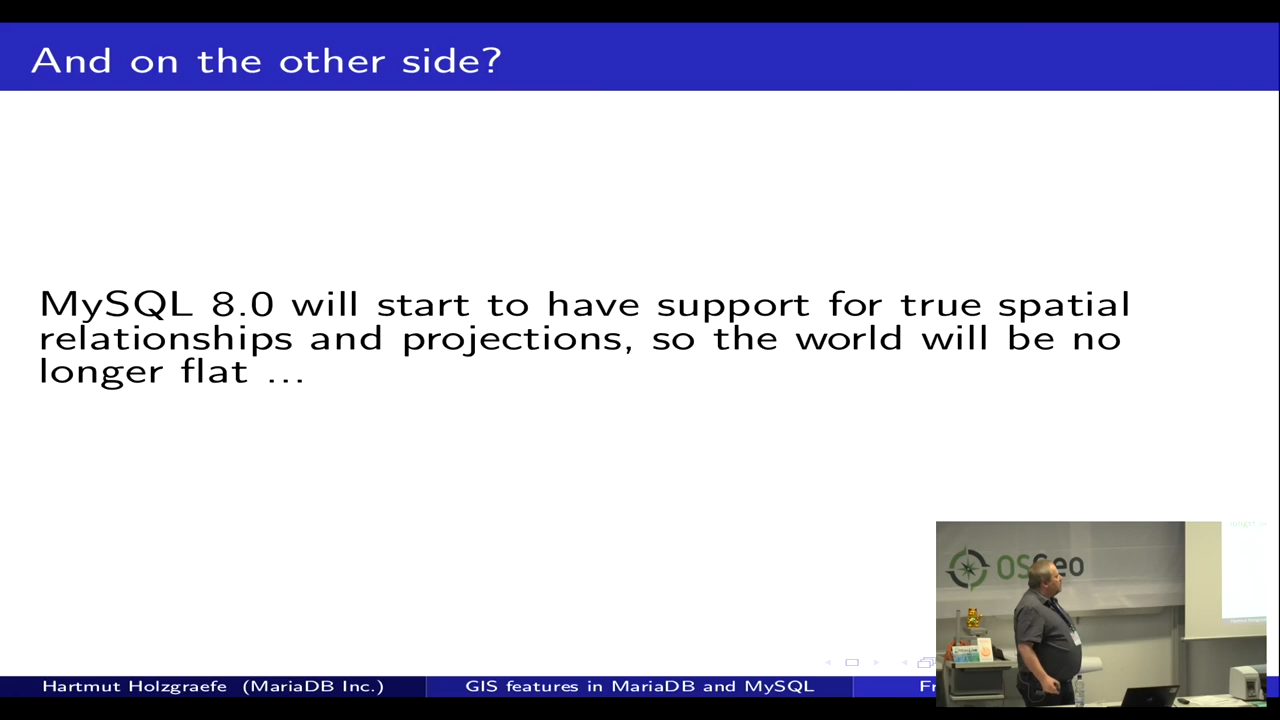 And on the other side?
MySQL 8.0 will start to have support for true spatial
relationships and projections, so the world will be no
longer flat ...
OSGeo
Hartmut Holzgraefe (MariaDB Inc.)
GIS features in MariaDB and MySQL